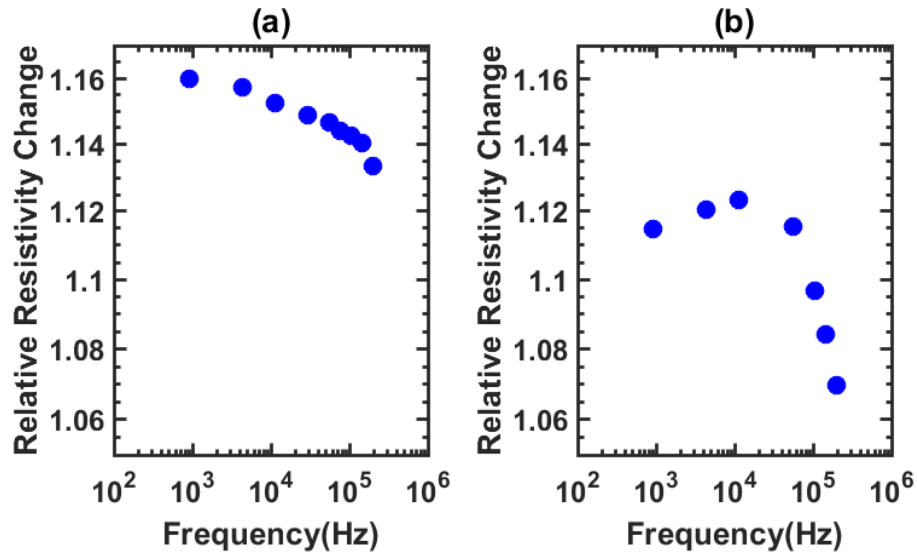 (a)
Relative Resistivity Change
1.16
1.14
1.12
1.1
1.08
1.06
10² 10³ 10⁴ 10⁵ 10⁶
Frequency(Hz)
(b)
Relative Resistivity Change
1.16
1.14
1.12
1.1
1.08
1.06
10² 10³ 10⁴ 10⁵ 10⁶
Frequency(Hz)